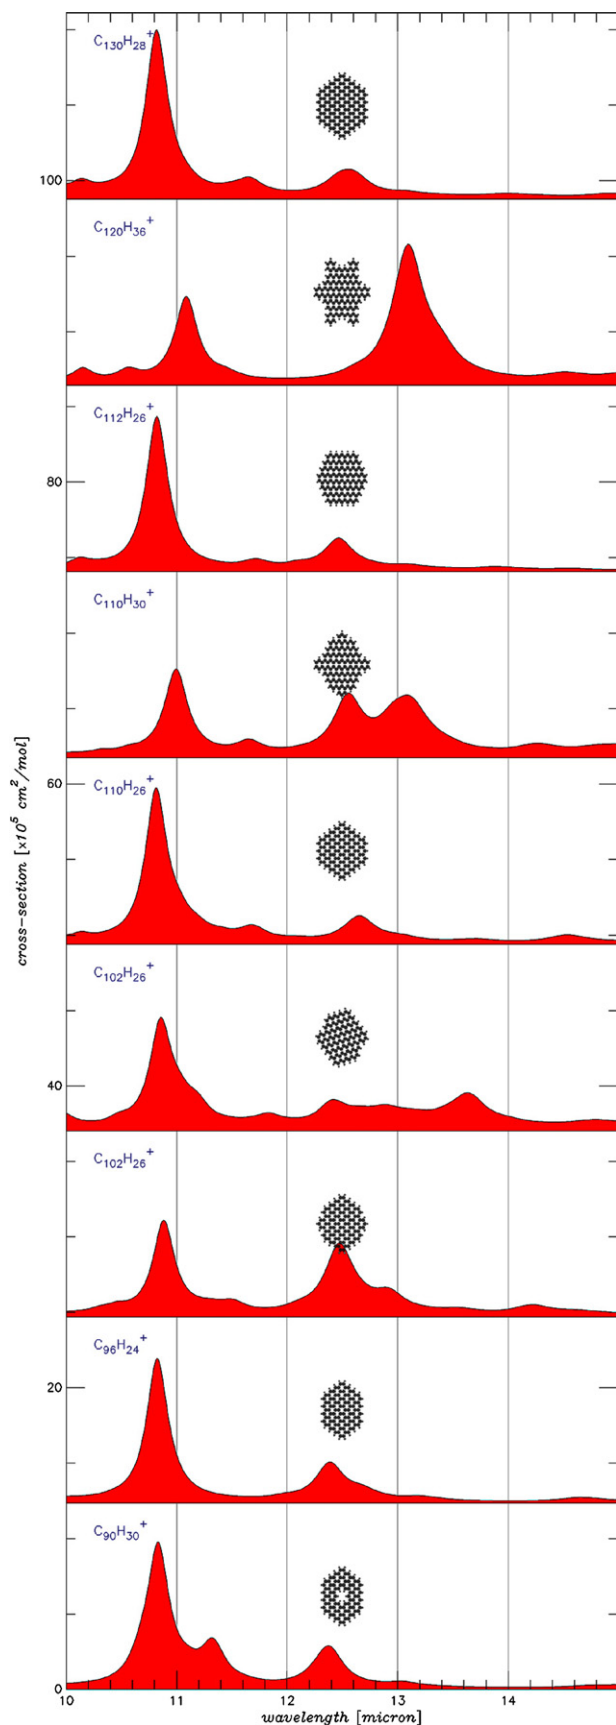 C130H28+
100
C120H36+
C112H26+
80
C110H30+
cross-section [x10^5 cm^2/mol]
60
C110H26+
C102H26+
40
C102H26+
C96H24+
20
C90H30+
0
10 11 12 13 14
wavelength [micron]